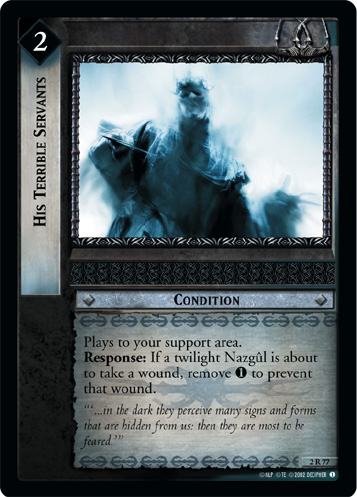 2
His Terrible Servants
Condition
Plays to your support area.
Response: If a twilight Nazgûl is about
to take a wound, remove ❶ to prevent
that wound.
“‘...in the dark they perceive many signs and forms
that are hidden from us: then they are most to be
feared.’”
2 R 77
©NLP ©TE ©2002 DECIPHER